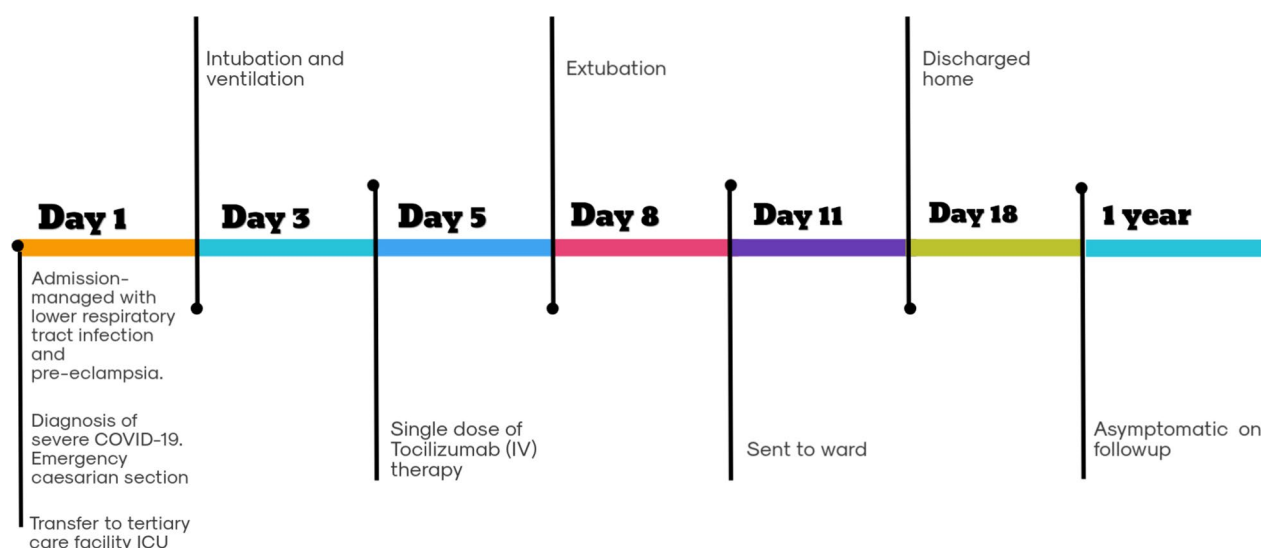 Intubation and
ventilation
Extubation
Discharged
home
Day 1
Day 3
Day 5
Day 8
Day 11
Day 18
1 year
Admission-
managed with
lower respiratory
tract infection
and
pre-eclampsia.
Diagnosis of
severe COVID-19.
Emergency
caesarian section
Transfer to tertiary
care facility ICU
Single dose of
Tocilizumab (IV)
therapy
Sent to ward
Asymptomatic on
followup